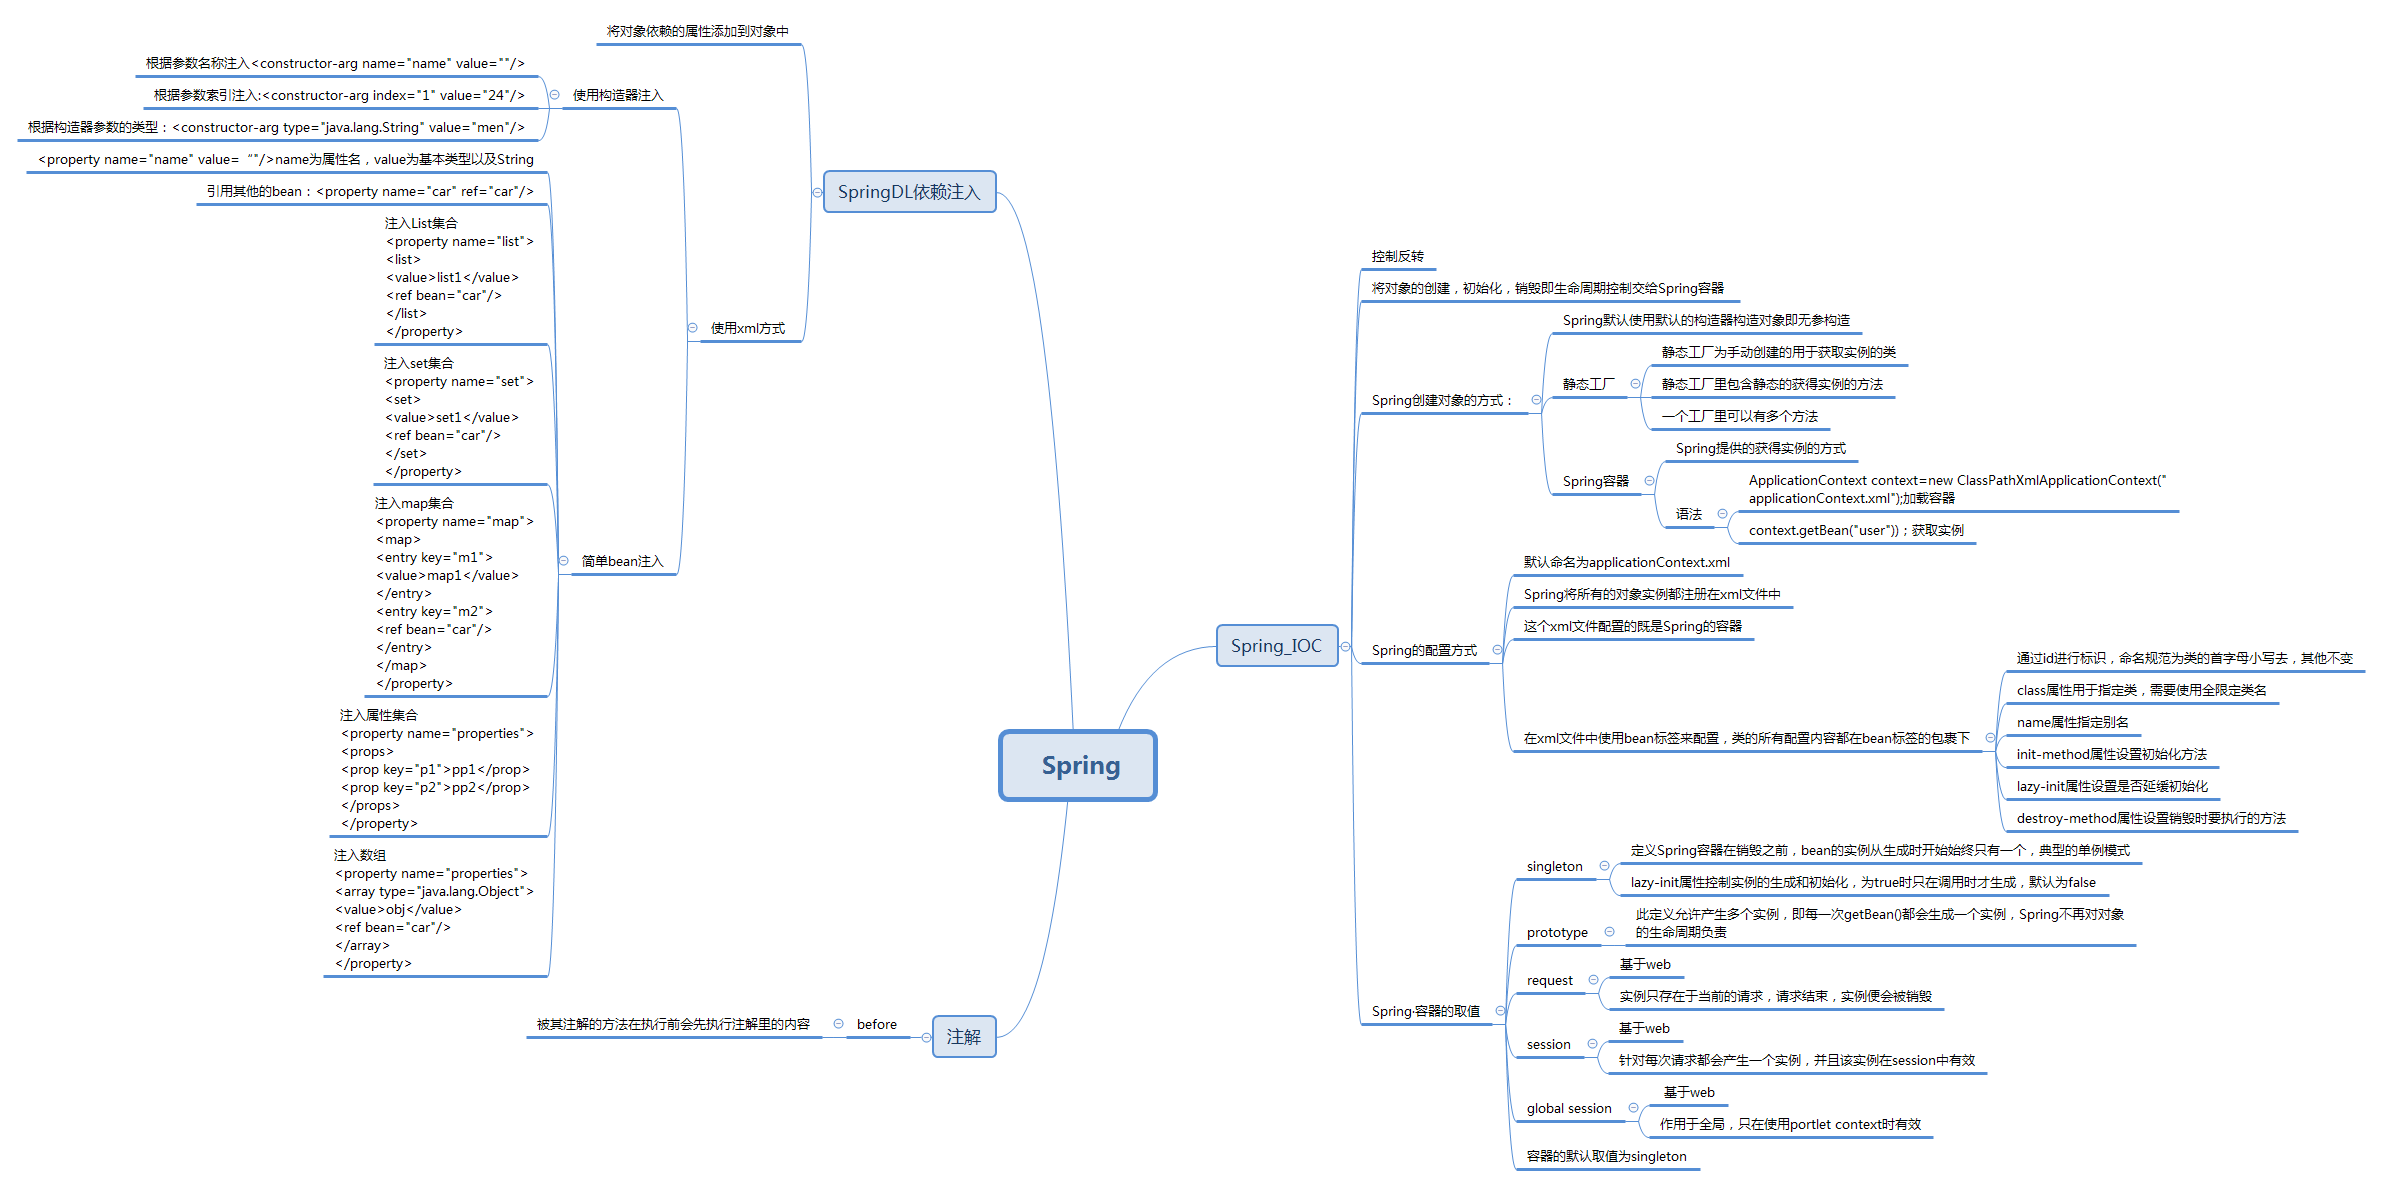 将对象依赖的属性添加到对象中
根据参数名称注入<constructor-arg name="name" value=""/>
根据参数索引注入:<constructor-arg index="1" value="24"/>
使用构造器注入
根据构造器参数的类型：<constructor-arg type="java.lang.String" value="men"/>
<property name="name" value=“"/>name为属性名，value为基本类型以及String
引用其他的bean：<property name="car" ref="car"/>
SpringDL依赖注入
注入List集合
<property name="list">
<list>
<value>list1</value>
<ref bean="car"/>
</list>
</property>
使用xml方式
注入set集合
<property name="set">
<set>
<value>set1</value>
<ref bean="car"/>
</set>
</property>
注入map集合
<property name="map">
<map>
<entry key="m1">
<value>map1</value>
</entry>
<entry key="m2">
<ref bean="car"/>
</entry>
</map>
</property>
简单bean注入
注入属性集合
<property name="properties">
<props>
<prop key="p1">pp1</prop>
<prop key="p2">pp2</prop>
</props>
</property>
注入数组
<property name="properties">
<array type="java.lang.Object">
<value>obj</value>
<ref bean="car"/>
</array>
</property>
被其注解的方法在执行前会先执行注解里的内容
before
注解
Spring
Spring_IOC
控制反转
将对象的创建，初始化，销毁即生命周期控制交给Spring容器
Spring创建对象的方式：
Spring默认使用默认的构造器构造对象即无参构造
静态工厂
静态工厂为手动创建的用于获取实例的类
静态工厂里包含静态的获得实例的方法
一个工厂里可以有多个方法
Spring容器
Spring提供的获得实例的方式
语法
ApplicationContext context=new ClassPathXmlApplicationContext("
applicationContext.xml");加载容器
context.getBean("user"))；获取实例
Spring的配置方式
默认命名为applicationContext.xml
Spring将所有的对象实例都注册在xml文件中
这个xml文件配置的既是Spring的容器
在xml文件中使用bean标签来配置，类的所有配置内容都在bean标签的包裹下
通过id进行标识，命名规范为类的首字母小写去，其他不变
class属性用于指定类，需要使用全限定类名
name属性指定别名
init-method属性设置初始化方法
lazy-init属性设置是否延缓初始化
destroy-method属性设置销毁时要执行的方法
Spring·容器的取值
singleton
定义Spring容器在销毁之前，bean的实例从生成时开始始终只有一个，典型的单例模式
lazy-init属性控制实例的生成和初始化，为true时只在调用时才生成，默认为false
prototype
此定义允许产生多个实例，即每一次getBean()都会生成一个实例，Spring不再对对象
的生命周期负责
request
基于web
实例只存在于当前的请求，请求结束，实例便会被销毁
session
基于web
针对每次请求都会产生一个实例，并且该实例在session中有效
global session
基于web
作用于全局，只在使用portlet context时有效
容器的默认取值为singleton